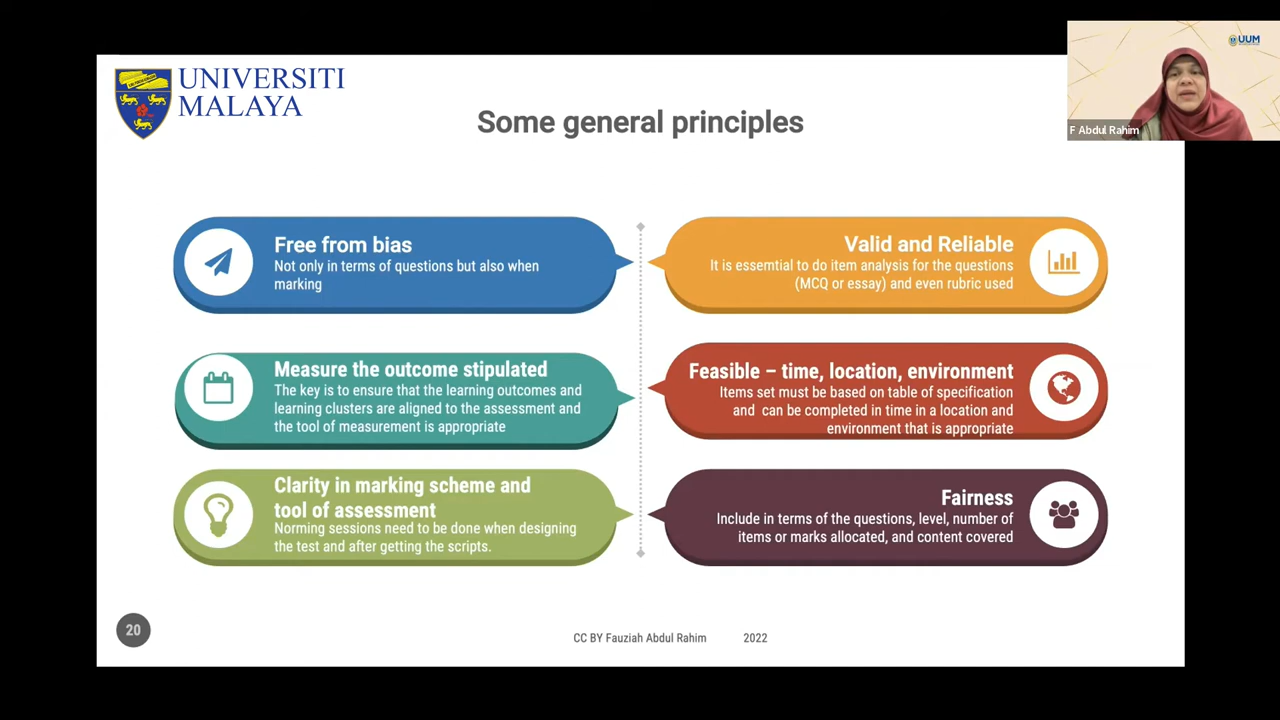 UNIVERSITI
MALAYA
Some general principles
UUM
F Abdul Rahim
Free from bias
Not only in terms of questions but also when
marking
Valid and Reliable
It is essemtial to do item analysis for the questions
(MCQ or essay) and even rubric used
Measure the outcome stipulated
The key is to ensure that the learning outcomes and
learning clusters are aligned to the assessment and
the tool of measurement is appropriate
Feasible – time, location, environment
Items set must be based on table of specification
and can be completed in time in a location and
environment that is appropriate
Clarity in marking scheme and
tool of assessment
Norming sessions need to be done when designing
the test and after getting the scripts.
Fairness
Include in terms of the questions, level, number of
items or marks allocated, and content covered
20
CC BY Fauziah Abdul Rahim 2022